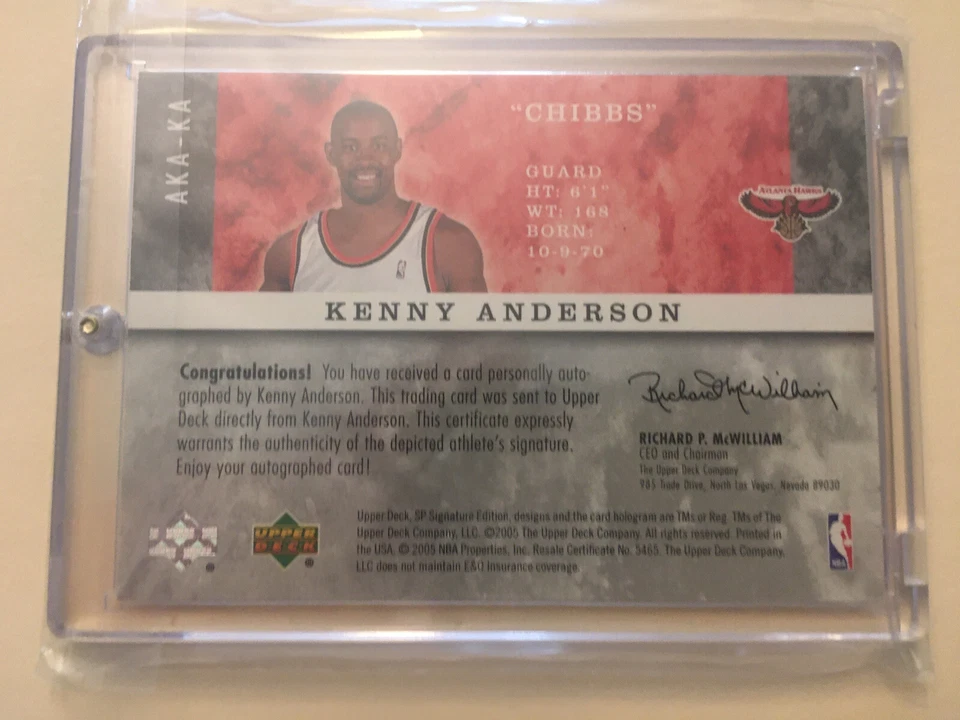 AKA-KA
"CHIBBS"
GUARD
HT: 6'1"
WT: 168
BORN:
10-9-70
ATLANTA HAWKS
KENNY ANDERSON
Congratulations! You have received a card personally auto-
graphed by Kenny Anderson. This trading card was sent to Upper
Deck directly from Kenny Anderson. This certificate expressly
warrants the authenticity of the depicted athlete's signature.
Enjoy your autographed card!
Richard McWilliam
RICHARD P. McWILLIAM
CEO and Chairman
The Upper Deck Company
985 Trade Drive, North Las Vegas, Nevada 89030
UPPER
DECK
Upper Deck, SP Signature Edition, designs and the card hologram are TMs or Reg. TMs of The
Upper Deck Company, LLC. ©2005 The Upper Deck Company. All rights reserved. Printed in
the USA. © 2005 NBA Properties, Inc. Resale Certificate No. 5465. The Upper Deck Company,
LLC does not maintain E&O Insurance coverage.
NBA